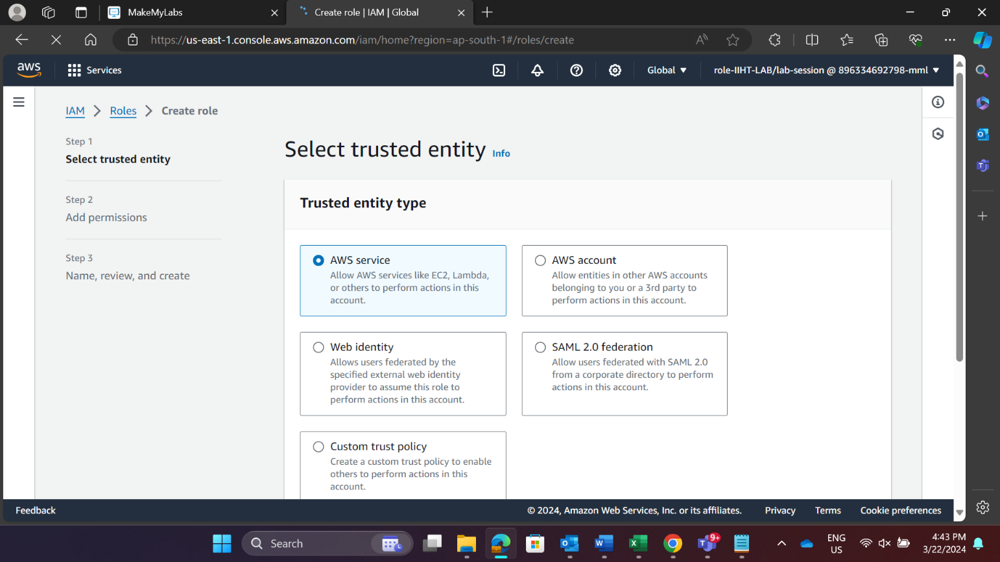 MakeMyLabs
Create role | IAM | Global
https://us-east-1.console.aws.amazon.com/iam/home?region=ap-south-1#/roles/create
aws
Services
Global
role-IIHT-LAB/lab-session @ 896334692798-mml
IAM
Roles
Create role
Step 1
Select trusted entity
Step 2
Add permissions
Step 3
Name, review, and create
Select trusted entity Info
Trusted entity type
AWS service
Allow AWS services like EC2, Lambda,
or others to perform actions in this
account.
AWS account
Allow entities in other AWS accounts
belonging to you or a 3rd party to
perform actions in this account.
Web identity
Allows users federated by the
specified external web identity
provider to assume this role to
perform actions in this account.
SAML 2.0 federation
Allow users federated with SAML 2.0
from a corporate directory to perform
actions in this account.
Custom trust policy
Create a custom trust policy to enable
others to perform actions in this
account.
Feedback
© 2024, Amazon Web Services, Inc. or its affiliates.
Privacy
Terms
Cookie preferences
Search
9+
ENG
US
4:43 PM
3/22/2024